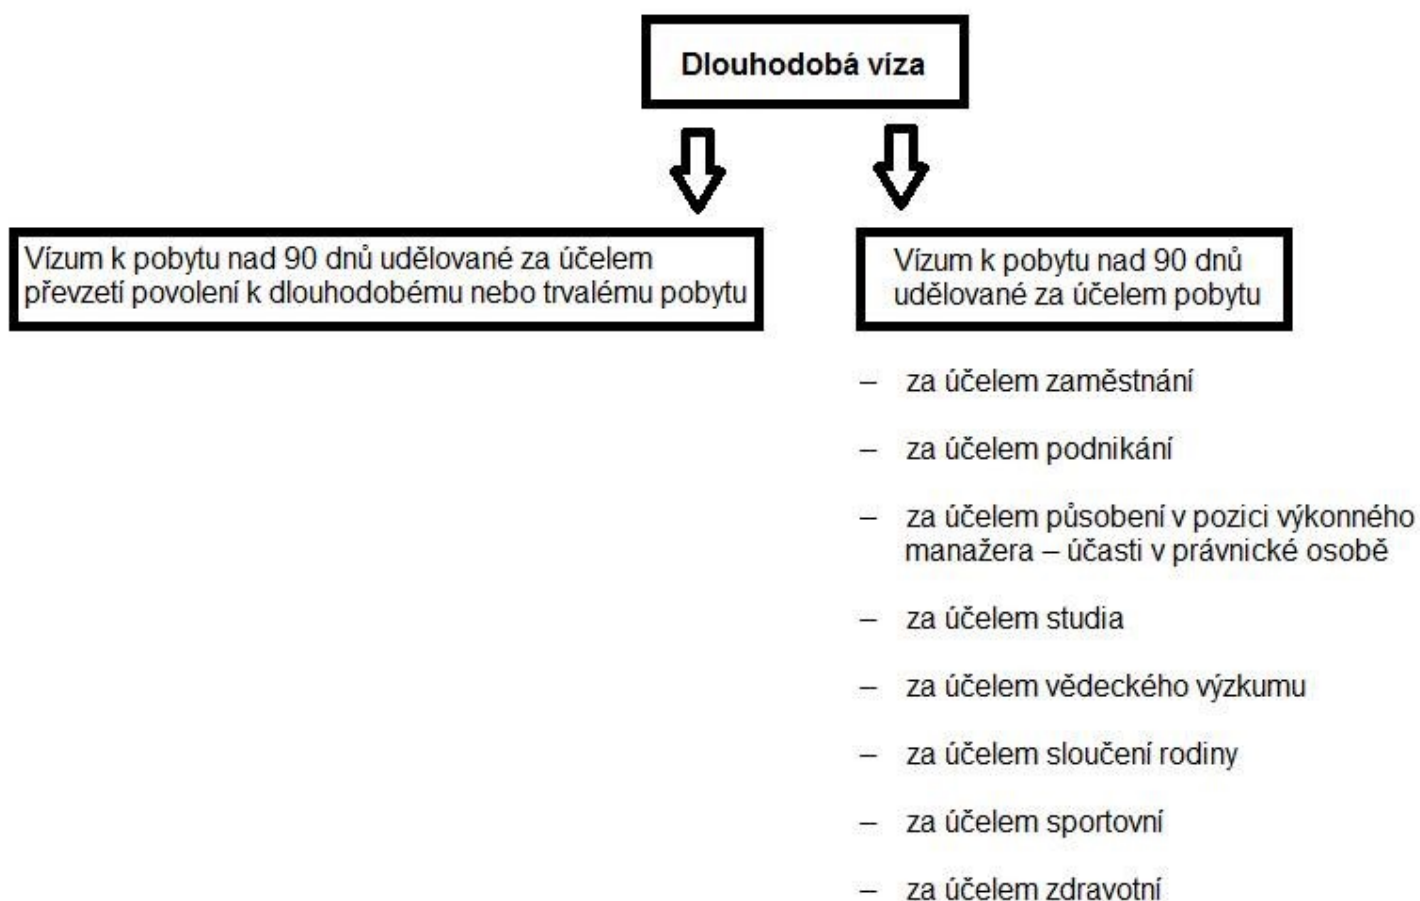 Dlouhodobá víza
Vízum k pobytu nad 90 dnů udělované za účelem
převzetí povolení k dlouhodobému nebo trvalému pobytu
Vízum k pobytu nad 90 dnů
udělované za účelem pobytu
– za účelem zaměstnání
– za účelem podnikání
– za účelem působení v pozici výkonného
manažera – účasti v právnické osobě
– za účelem studia
– za účelem vědeckého výzkumu
– za účelem sloučení rodiny
– za účelem sportovní
– za účelem zdravotní